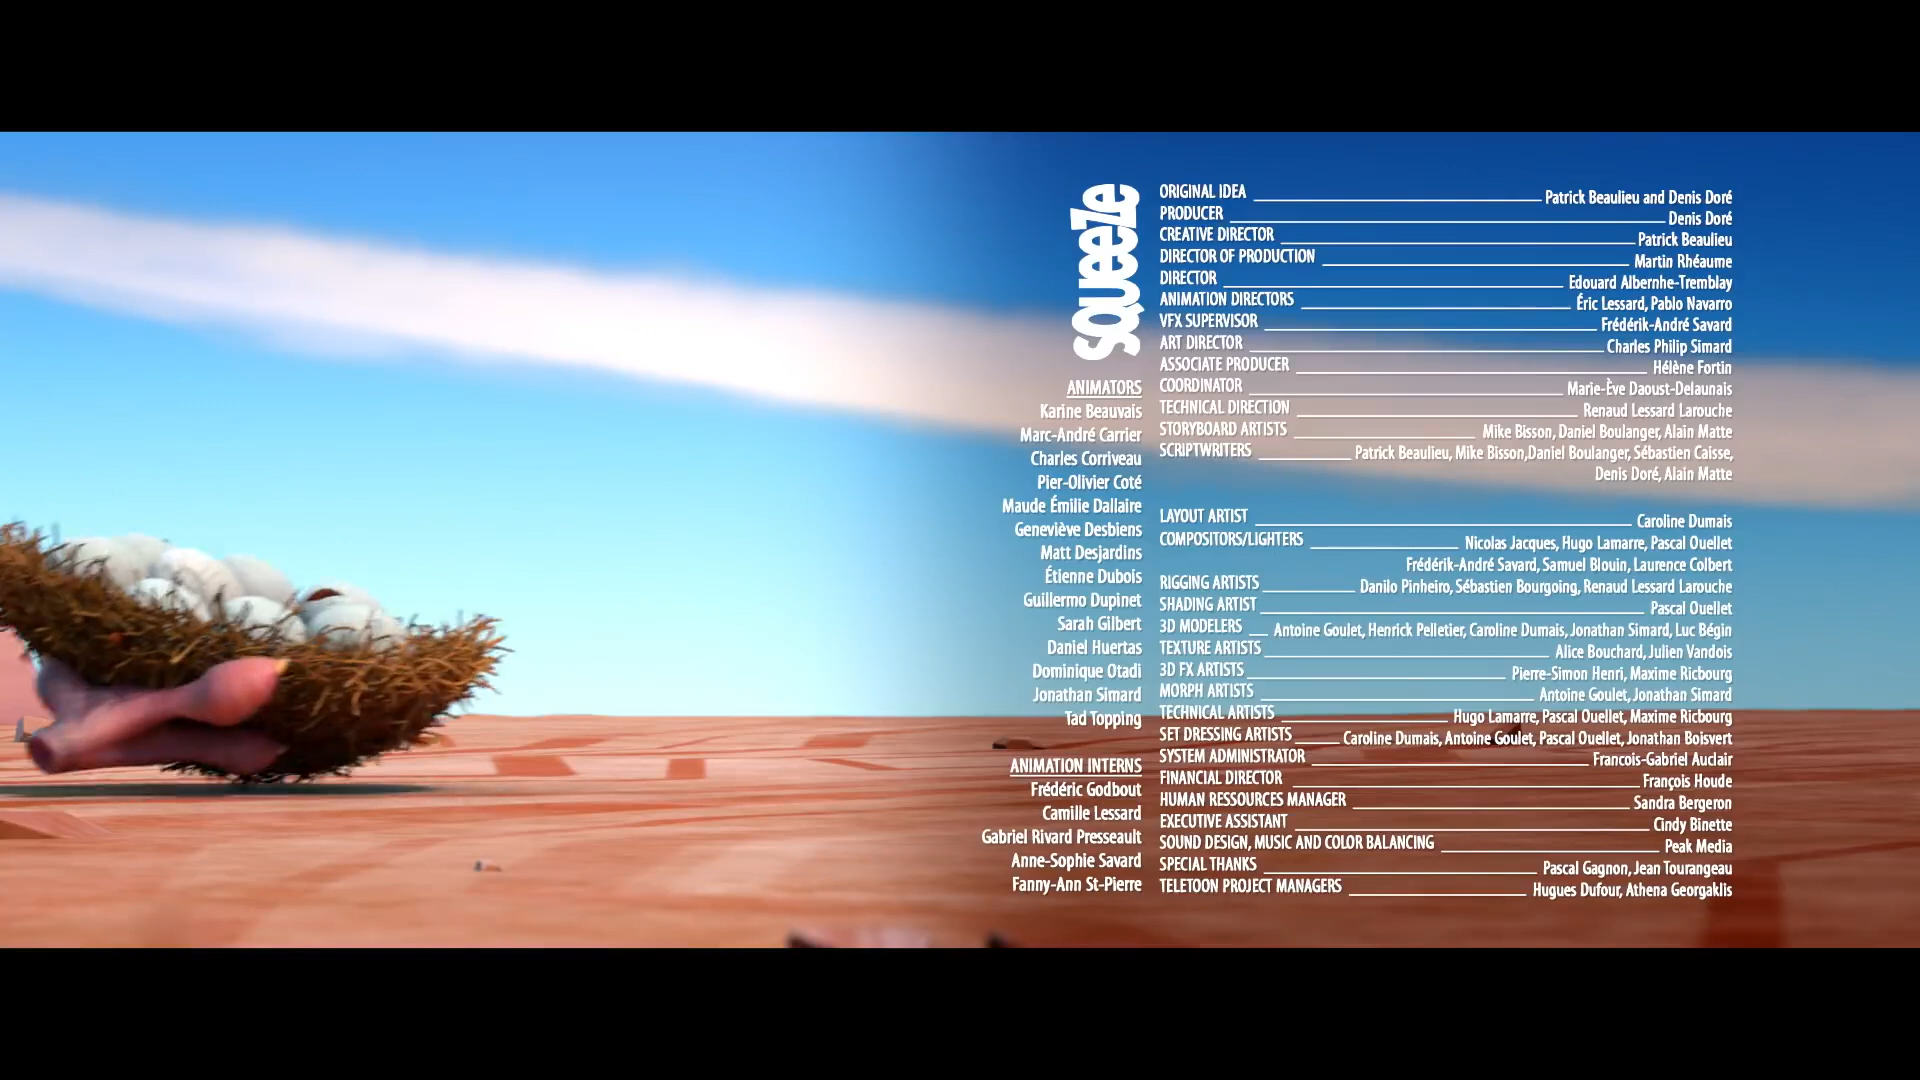 squeeze
ANIMATORS
Karine Beauvais
Marc-André Carrier
Charles Corriveau
Pier-Olivier Coté
Maude Émilie Dallaire
Geneviève Desbiens
Matt Desjardins
Étienne Dubois
Guillermo Dupinet
Sarah Gilbert
Daniel Huertas
Dominique Otadi
Jonathan Simard
Tad Topping
ANIMATION INTERNS
Frédéric Godbout
Camille Lessard
Gabriel Rivard Presseault
Anne-Sophie Savard
Fanny-Ann St-Pierre
ORIGINAL IDEA Patrick Beaulieu and Denis Doré
PRODUCER Denis Doré
CREATIVE DIRECTOR Patrick Beaulieu
DIRECTOR OF PRODUCTION Martin Rhéaume
DIRECTOR Edouard Albernhe-Tremblay
ANIMATION DIRECTORS Éric Lessard, Pablo Navarro
VFX SUPERVISOR Frédérik-André Savard
ART DIRECTOR Charles Philip Simard
ASSOCIATE PRODUCER Hélène Fortin
COORDINATOR Marie-Ève Daoust-Delaunais
TECHNICAL DIRECTION Renaud Lessard Larouche
STORYBOARD ARTISTS Mike Bisson, Daniel Boulanger, Alain Matte
SCRIPTWRITERS Patrick Beaulieu, Mike Bisson,Daniel Boulanger, Sébastien Caisse,
Denis Doré, Alain Matte
LAYOUT ARTIST Caroline Dumais
COMPOSITORS/LIGHTERS Nicolas Jacques, Hugo Lamarre, Pascal Ouellet
Frédérik-André Savard, Samuel Blouin, Laurence Colbert
RIGGING ARTISTS Danilo Pinheiro, Sébastien Bourgoing, Renaud Lessard Larouche
SHADING ARTIST Pascal Ouellet
3D MODELERS Antoine Goulet, Henrick Pelletier, Caroline Dumais, Jonathan Simard, Luc Bégin
TEXTURE ARTISTS Alice Bouchard, Julien Vandois
3D FX ARTISTS Pierre-Simon Henri, Maxime Ricbourg
MORPH ARTISTS Antoine Goulet, Jonathan Simard
TECHNICAL ARTISTS Hugo Lamarre, Pascal Ouellet, Maxime Ricbourg
SET DRESSING ARTISTS Caroline Dumais, Antoine Goulet, Pascal Ouellet, Jonathan Boisvert
SYSTEM ADMINISTRATOR Francois-Gabriel Auclair
FINANCIAL DIRECTOR François Houde
HUMAN RESSOURCES MANAGER Sandra Bergeron
EXECUTIVE ASSISTANT Cindy Binette
SOUND DESIGN, MUSIC AND COLOR BALANCING Peak Media
SPECIAL THANKS Pascal Gagnon, Jean Tourangeau
TELETOON PROJECT MANAGERS Hugues Dufour, Athena Georgaklis